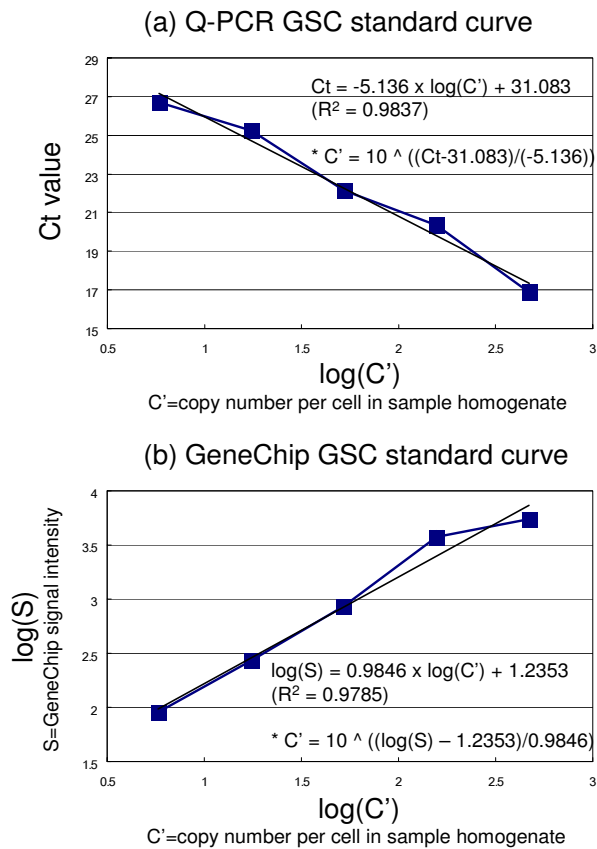 (a) Q-PCR GSC standard curve
29
27
25
23
21
19
17
15
Ct value
Ct = -5.136 x log(C’) + 31.083
(R² = 0.9837)
* C’ = 10 ^ ((Ct-31.083)/(-5.136))
0.5 1 1.5 2 2.5 3
log(C’)
C’=copy number per cell in sample homogenate
(b) GeneChip GSC standard curve
4
3.5
3
2.5
2
1.5
log(S)
S=GeneChip signal intensity
log(S) = 0.9846 x log(C’) + 1.2353
(R² = 0.9785)
* C’ = 10 ^ ((log(S) – 1.2353)/0.9846)
0.5 1 1.5 2 2.5 3
log(C’)
C’=copy number per cell in sample homogenate